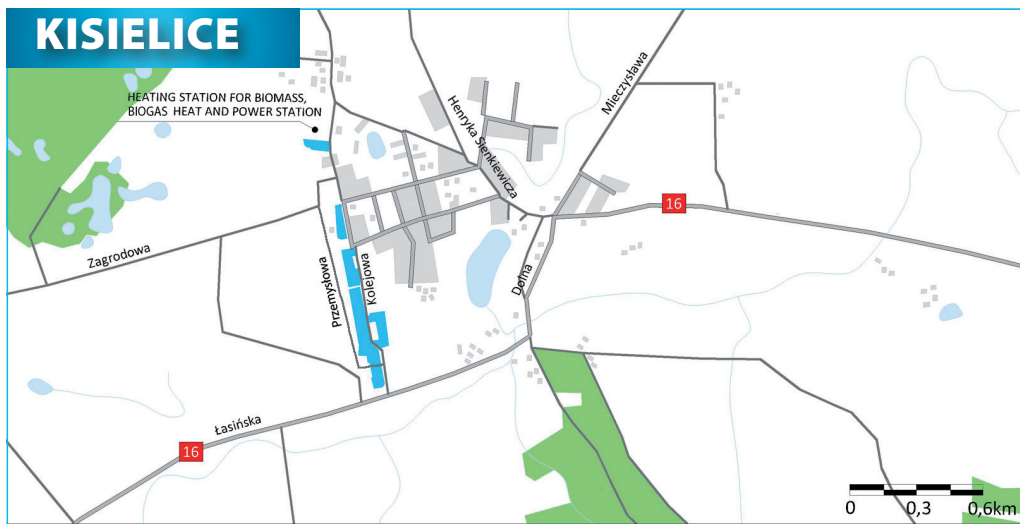 KISIELICE
HEATING STATION FOR BIOMASS,
BIOGAS HEAT AND POWER STATION
Mieczysława
Henryka Sienkiewicza
16
Zagrodowa
Przemysłowa
Kolejowa
Dolna
Łasińska
16
0 0,3 0,6km